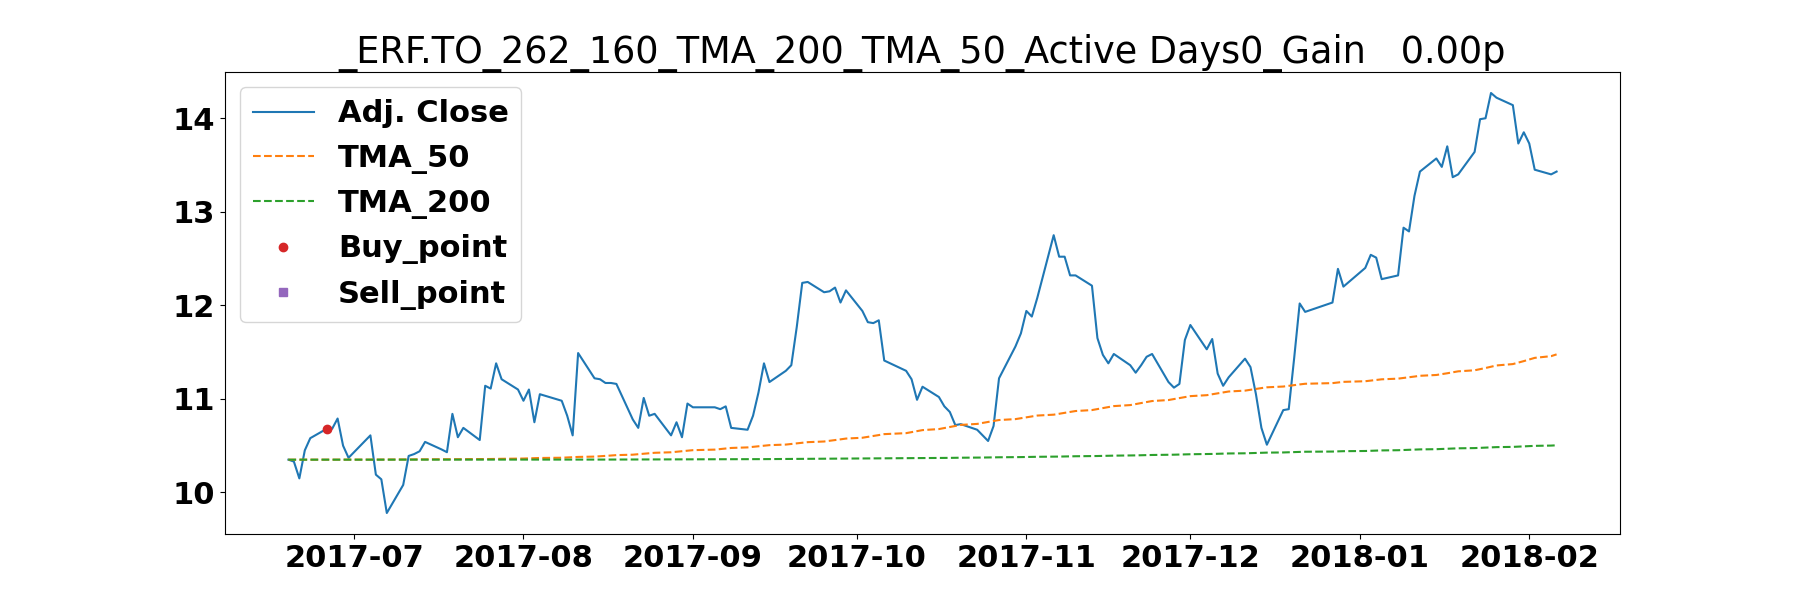 _ERF.TO_262_160_TMA_200_TMA_50_Active Days0_Gain   0.00p
Adj. Close
TMA_50
TMA_200
Buy_point
Sell_point
14
13
12
11
10
2017-07 2017-08 2017-09 2017-10 2017-11 2017-12 2018-01 2018-02